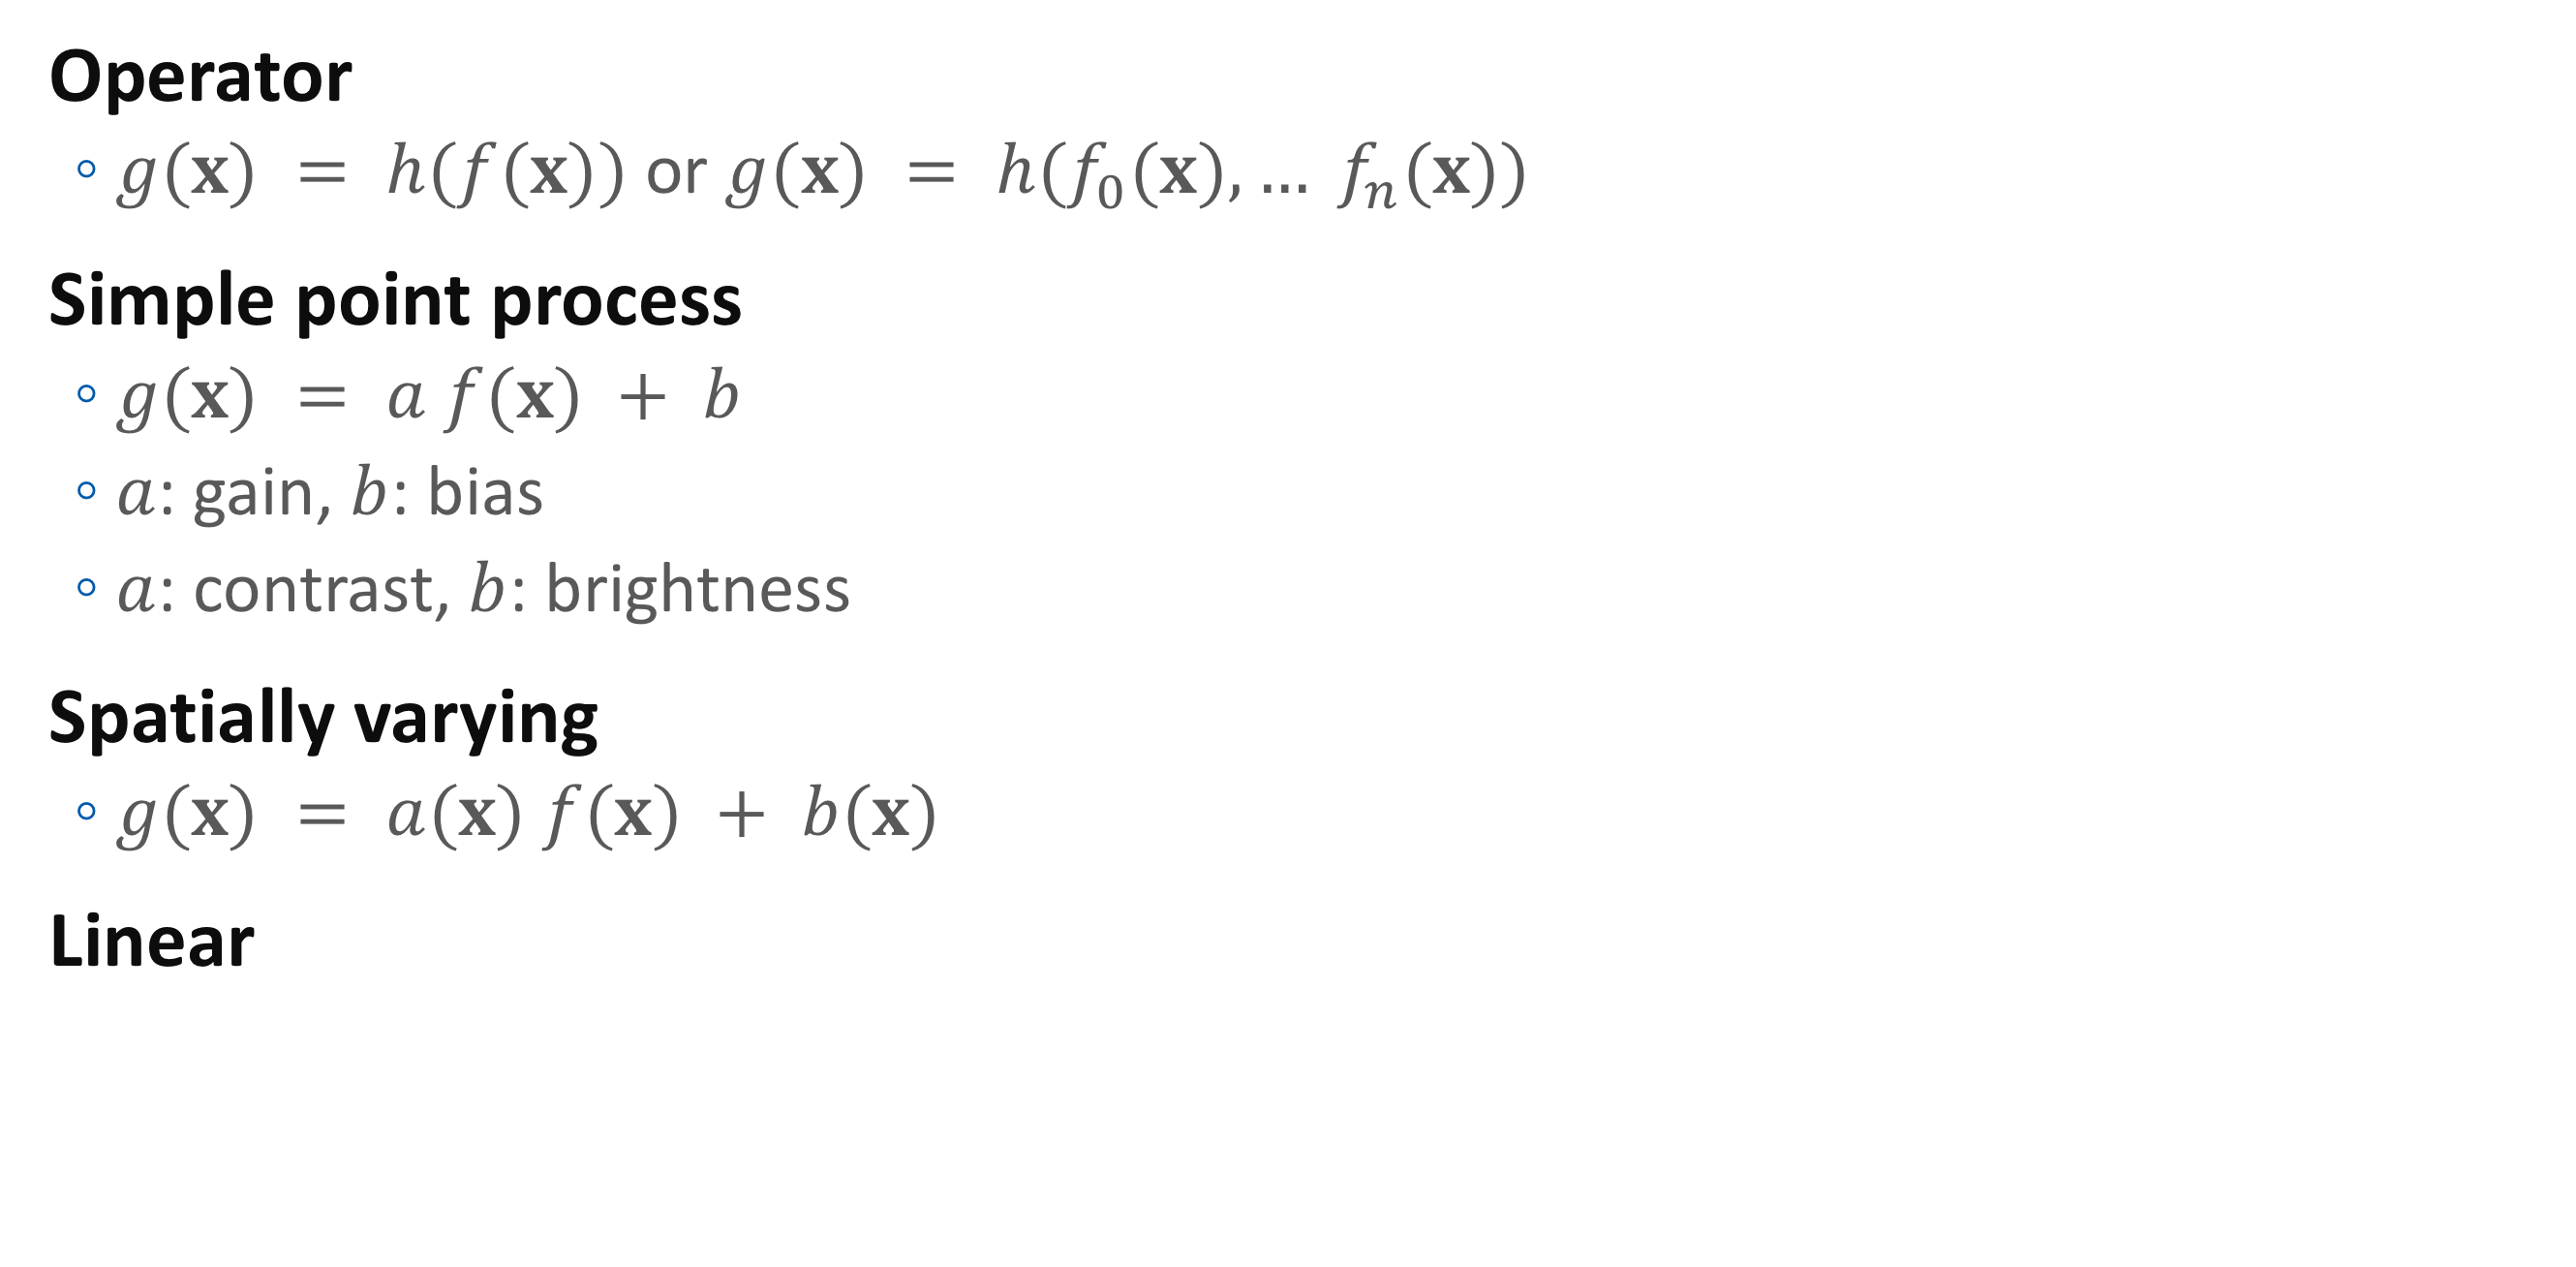 Operator
∘ g(𝐱) = h(f(𝐱)) or g(𝐱) = h(f₀(𝐱), … fₙ(𝐱))
Simple point process
∘ g(𝐱) = a f(𝐱) + b
∘ a: gain, b: bias
∘ a: contrast, b: brightness
Spatially varying
∘ g(𝐱) = a(𝐱) f(𝐱) + b(𝐱)
Linear